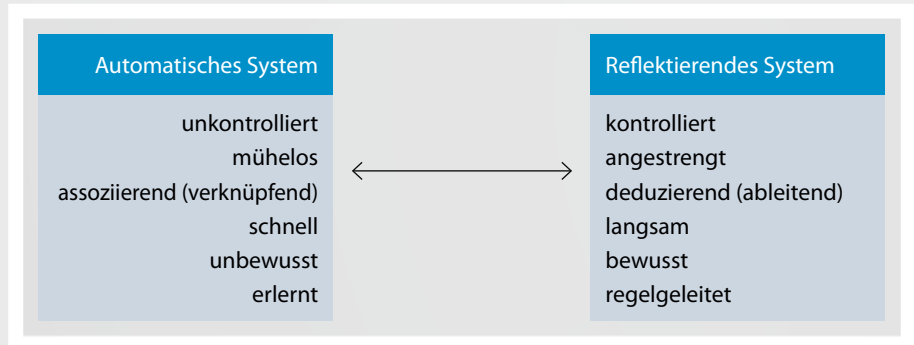 Automatisches System
unkontrolliert
mühelos
assoziierend (verknüpfend)
schnell
unbewusst
erlernt
Reflektierendes System
kontrolliert
angestrengt
deduzierend (ableitend)
langsam
bewusst
regelgeleitet